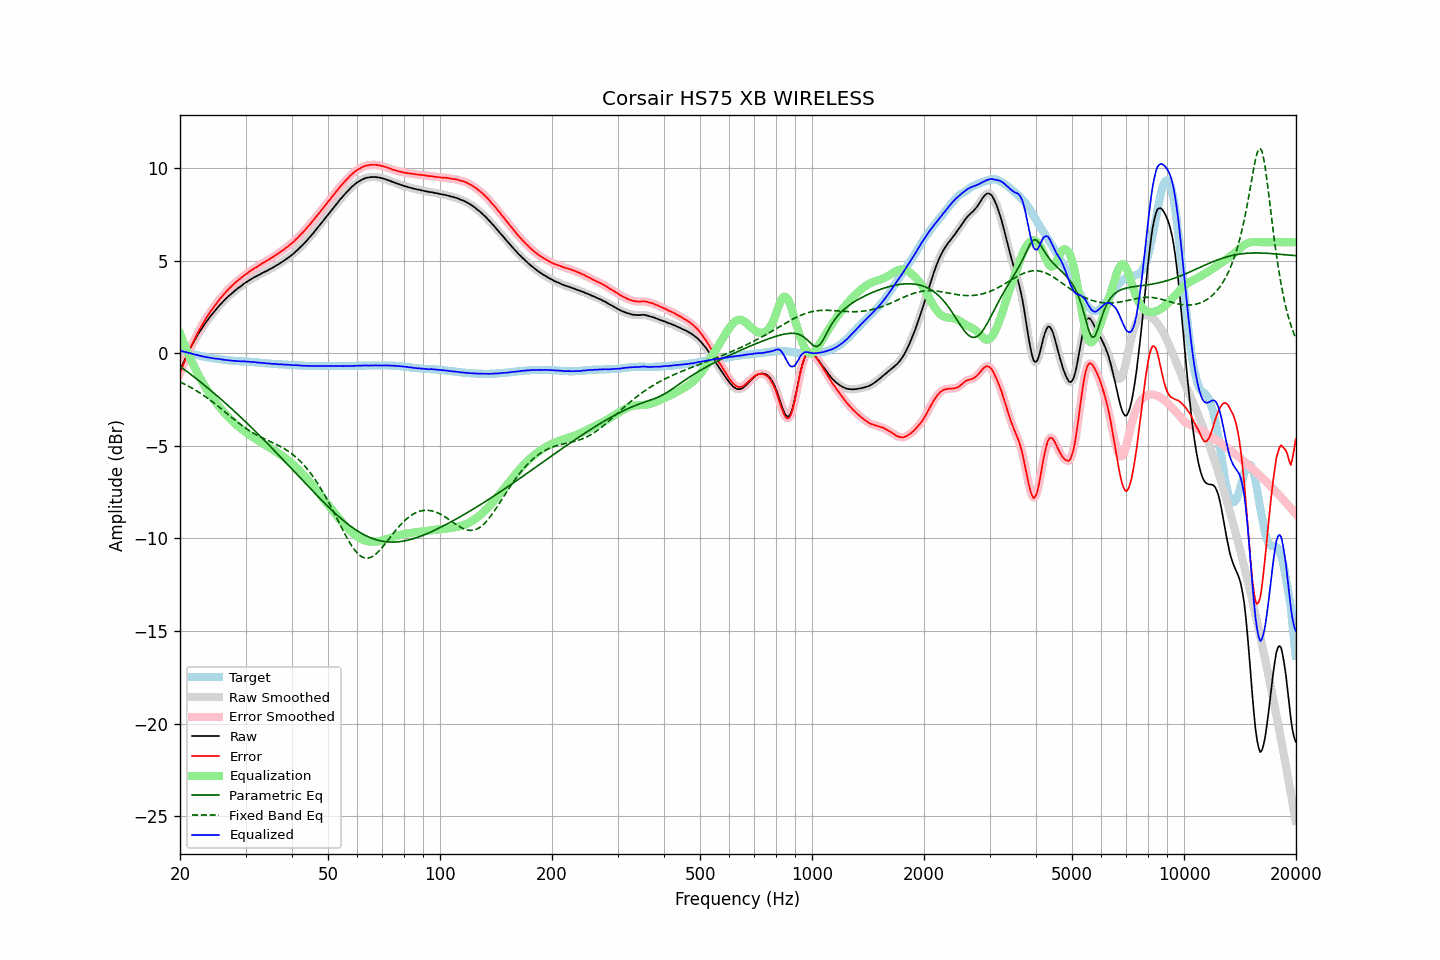 Corsair HS75 XB WIRELESS
Amplitude (dBr)
10
5
0
−5
−10
−15
−20
−25
Target
Raw Smoothed
Error Smoothed
Raw
Error
Equalization
Parametric Eq
Fixed Band Eq
Equalized
20 50 100 200 500 1000 2000 5000 10000 20000
Frequency (Hz)